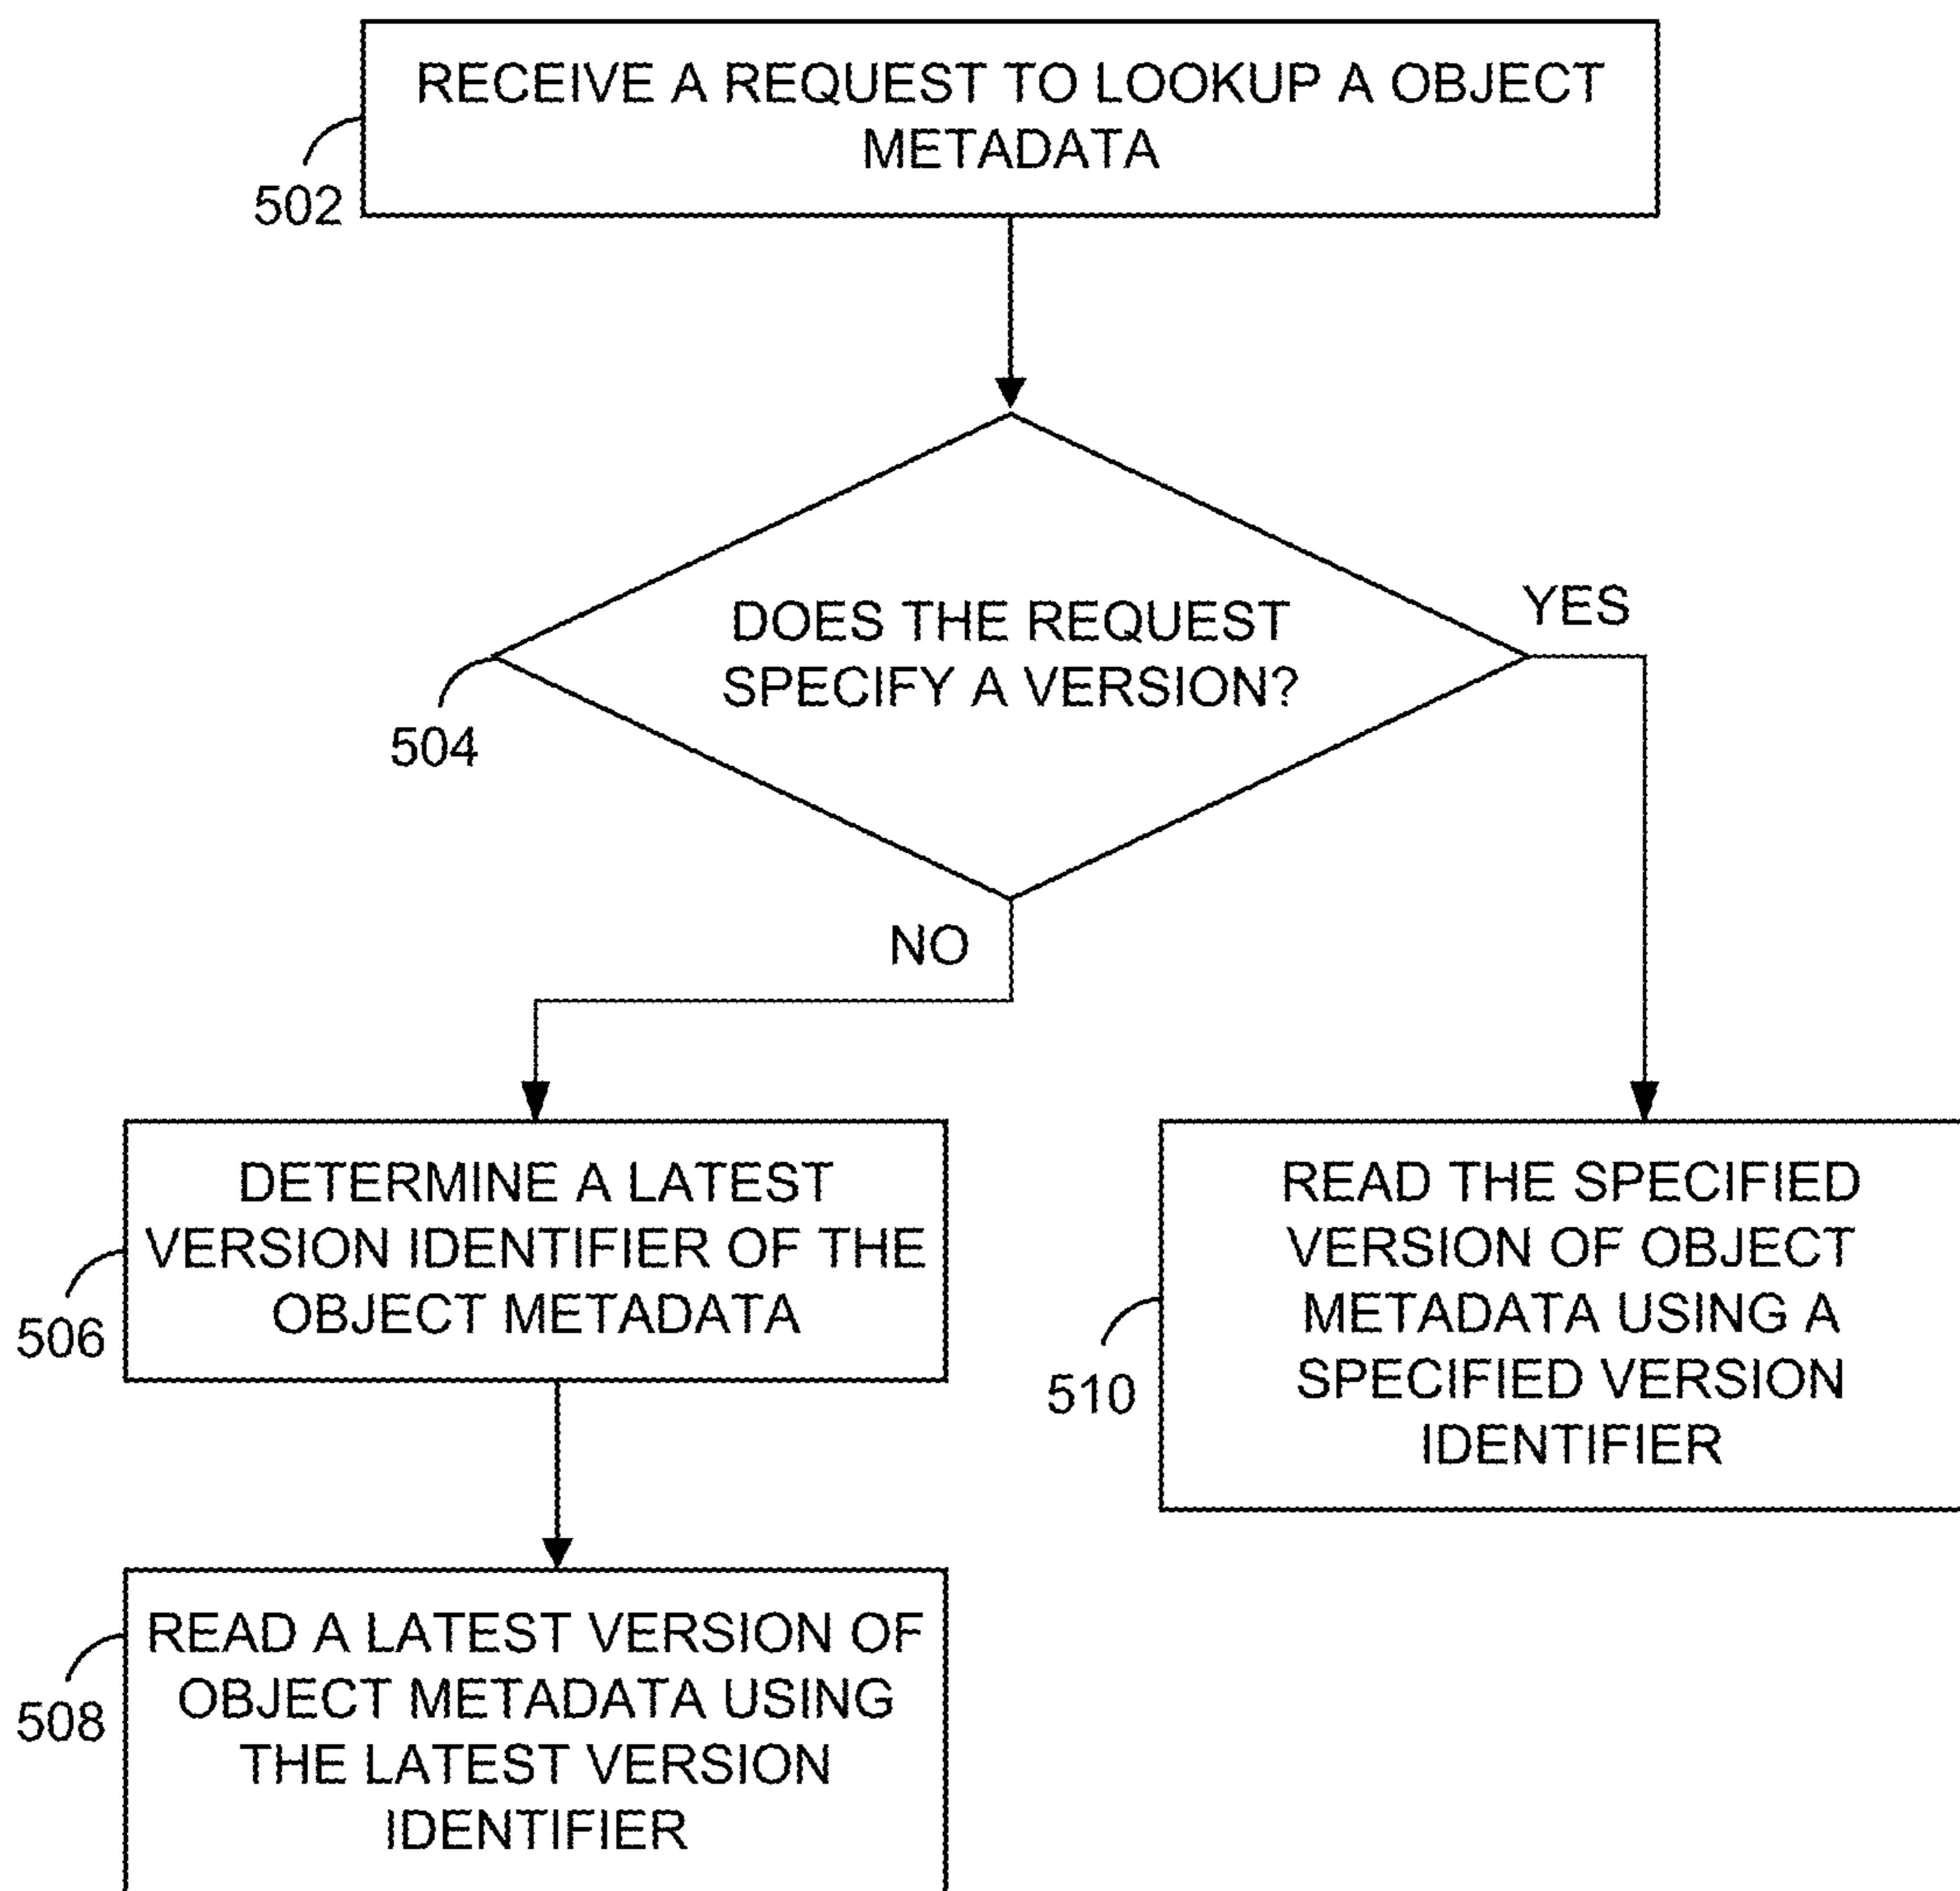 RECEIVE A REQUEST TO LOOKUP A OBJECT
METADATA
502
DOES THE REQUEST
SPECIFY A VERSION?
504
YES
NO
DETERMINE A LATEST
VERSION IDENTIFIER OF THE
OBJECT METADATA
506
READ THE SPECIFIED
VERSION OF OBJECT
METADATA USING A
SPECIFIED VERSION
IDENTIFIER
510
READ A LATEST VERSION OF
OBJECT METADATA USING
THE LATEST VERSION
IDENTIFIER
508